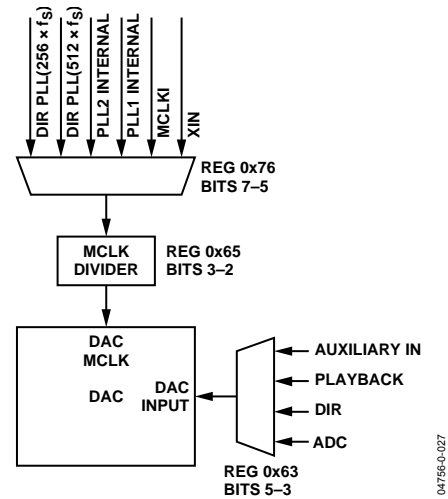 DIR PLL(256 × fS)
DIR PLL(512 × fS)
PLL2 INTERNAL
PLL1 INTERNAL
MCLKI
XIN
REG 0x76
BITS 7–5
MCLK
DIVIDER
REG 0x65
BITS 3–2
DAC
MCLK
DAC
DAC
INPUT
AUXILIARY IN
PLAYBACK
DIR
ADC
REG 0x63
BITS 5–3
04756-0-027